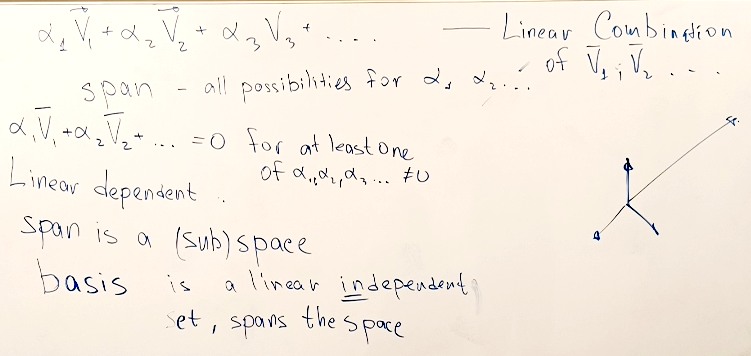 α₁V⃗₁ + α₂V⃗₂ + α₃V₃ + .... — Linear Combination
of V̄₁, V̄₂ ...
span - all possibilities for α₁ α₂...
α₁V̄₁ + α₂V̄₂ + ... = 0 for at least one
of α₁, α₂, α₃ ... ≠0
Linear dependent .
span is a (sub)space
basis is a linear independent
set, spans the space